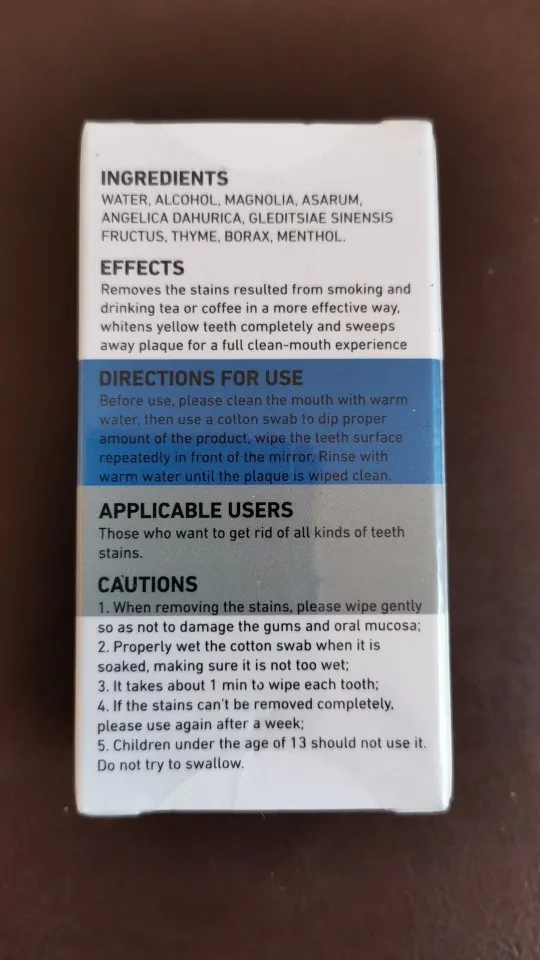 INGREDIENTS
WATER, ALCOHOL, MAGNOLIA, ASARUM,
ANGELICA DAHURICA, GLEDITSIAE SINENSIS
FRUCTUS, THYME, BORAX, MENTHOL.
EFFECTS
Removes the stains resulted from smoking and
drinking tea or coffee in a more effective way,
whitens yellow teeth completely and sweeps
away plaque for a full clean-mouth experience
DIRECTIONS FOR USE
Before use, please clean the mouth with warm
water, then use a cotton swab to dip proper
amount of the product, wipe the teeth surface
repeatedly in front of the mirror. Rinse with
warm water until the plaque is wiped clean.
APPLICABLE USERS
Those who want to get rid of all kinds of teeth
stains.
CAUTIONS
1. When removing the stains, please wipe gently
so as not to damage the gums and oral mucosa;
2. Properly wet the cotton swab when it is
soaked, making sure it is not too wet;
3. It takes about 1 min to wipe each tooth;
4. If the stains can't be removed completely,
please use again after a week;
5. Children under the age of 13 should not use it.
Do not try to swallow.